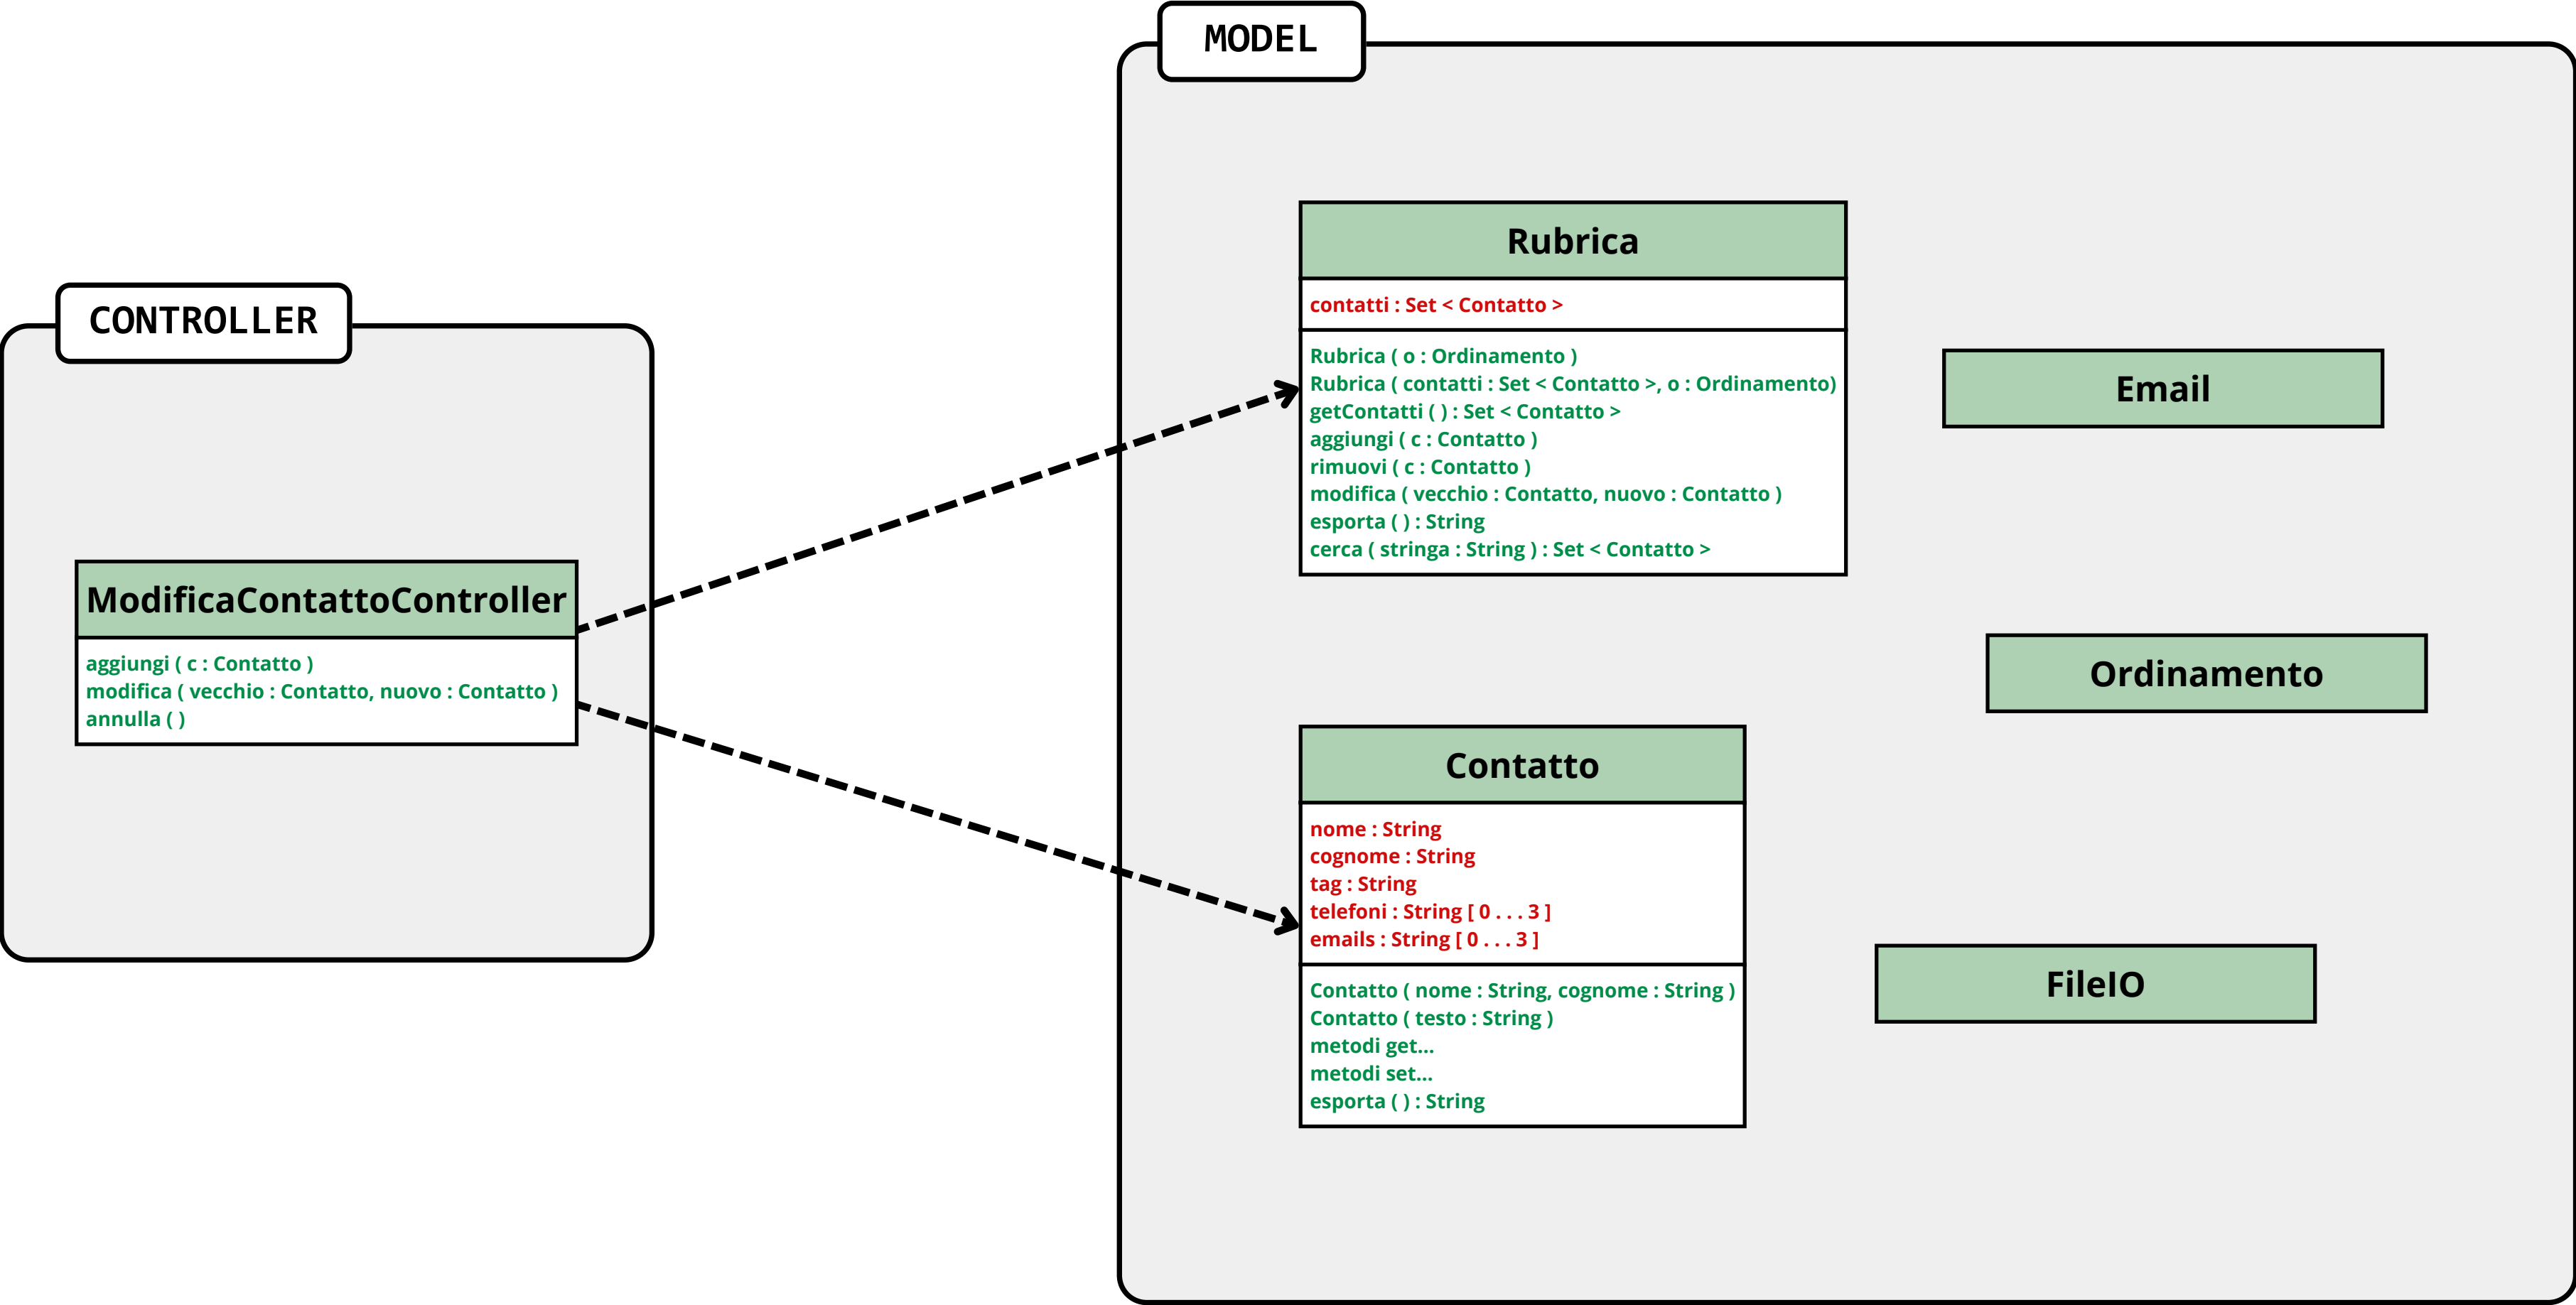 MODEL
CONTROLLER
Rubrica
contatti : Set < Contatto >
Rubrica ( o : Ordinamento )
Rubrica ( contatti : Set < Contatto >, o : Ordinamento)
getContatti ( ) : Set < Contatto >
aggiungi ( c : Contatto )
rimuovi ( c : Contatto )
modifica ( vecchio : Contatto, nuovo : Contatto )
esporta ( ) : String
cerca ( stringa : String ) : Set < Contatto >
Email
ModificaContattoController
aggiungi ( c : Contatto )
modifica ( vecchio : Contatto, nuovo : Contatto )
annulla ( )
Ordinamento
Contatto
nome : String
cognome : String
tag : String
telefoni : String [ 0 . . . 3 ]
emails : String [ 0 . . . 3 ]
Contatto ( nome : String, cognome : String )
Contatto ( testo : String )
metodi get...
metodi set...
esporta ( ) : String
FileIO